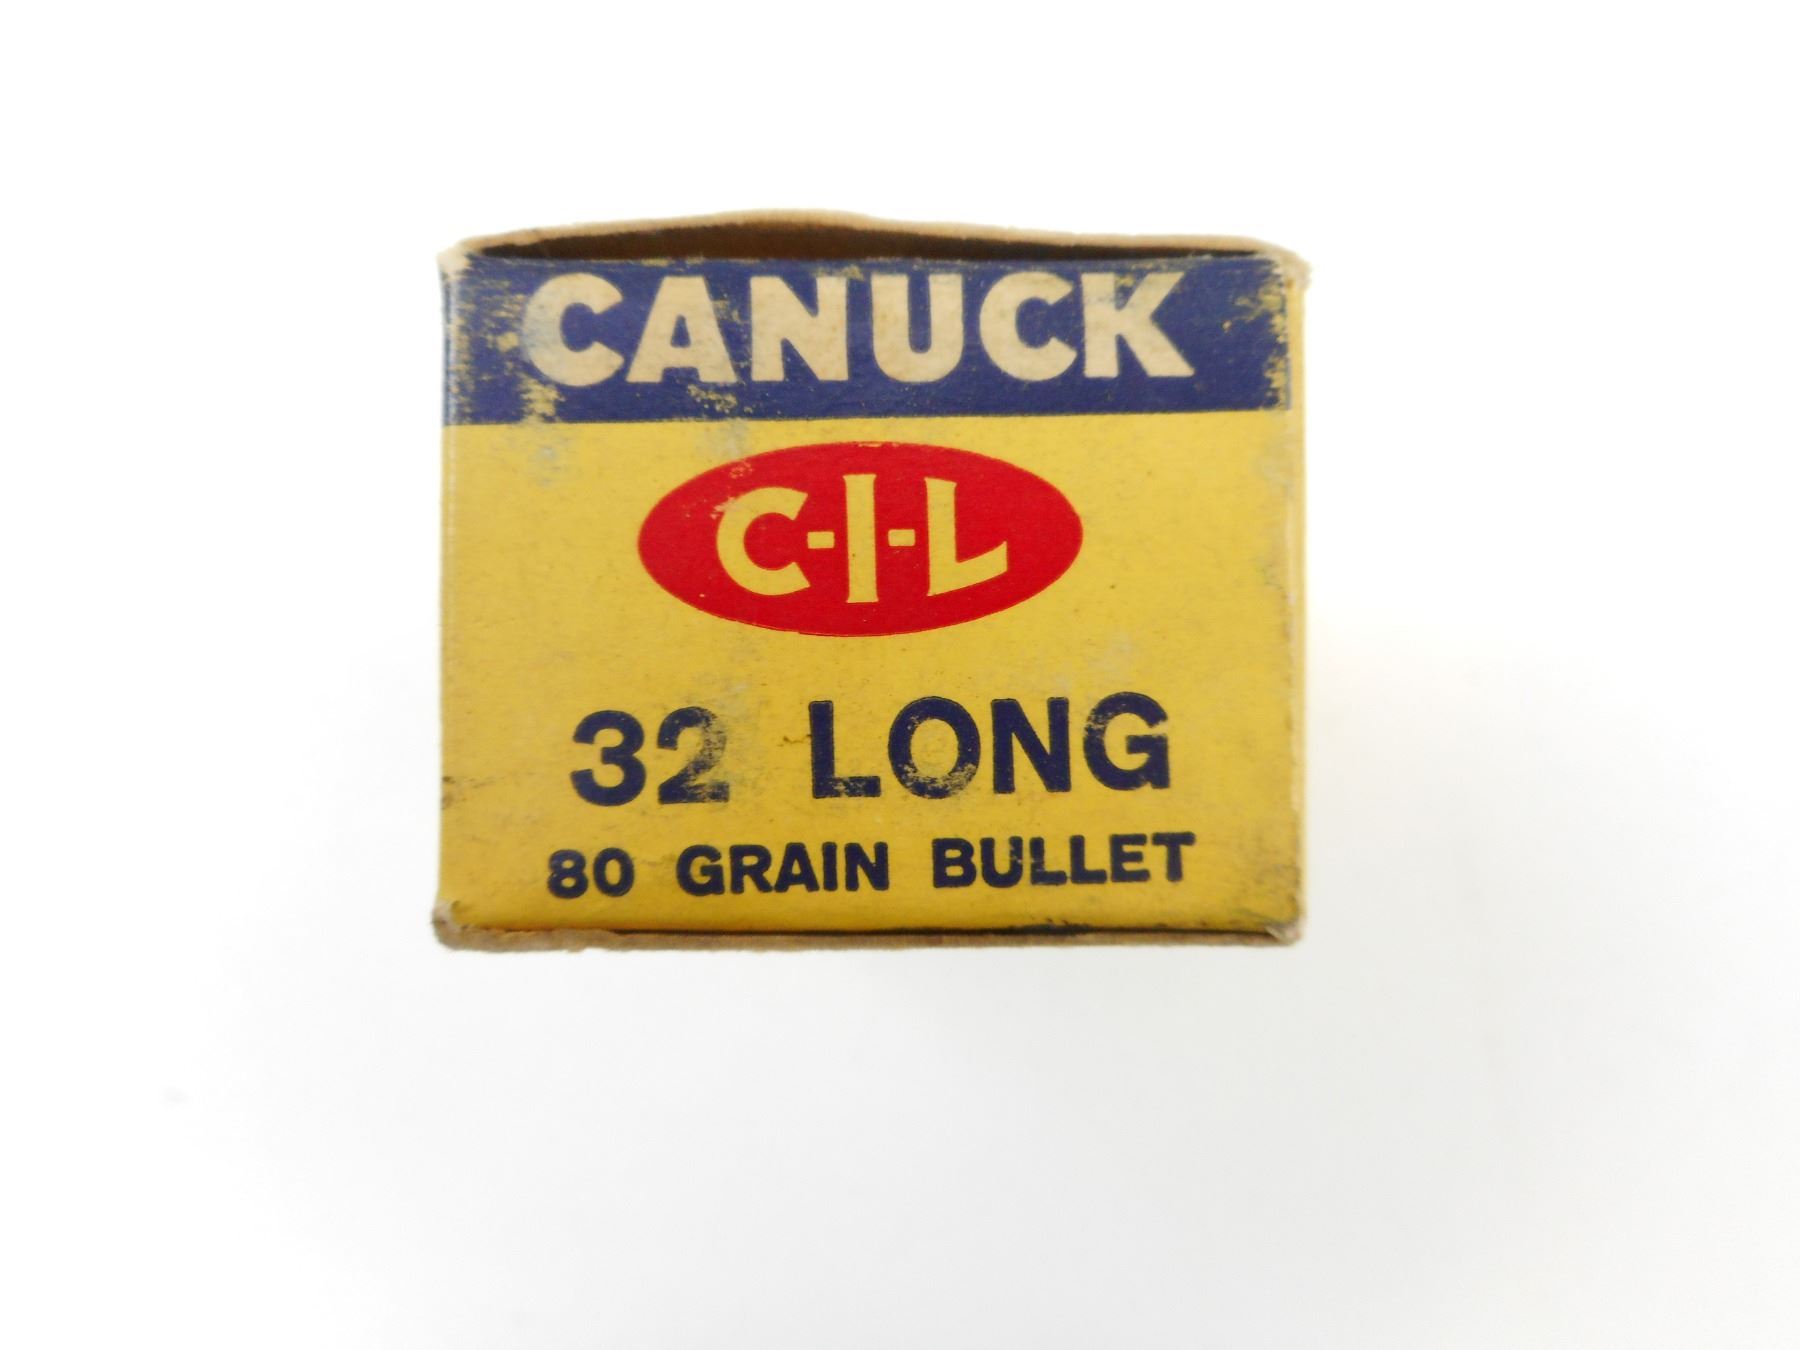 CANUCK
C-I-L
32 LONG
80 GRAIN BULLET